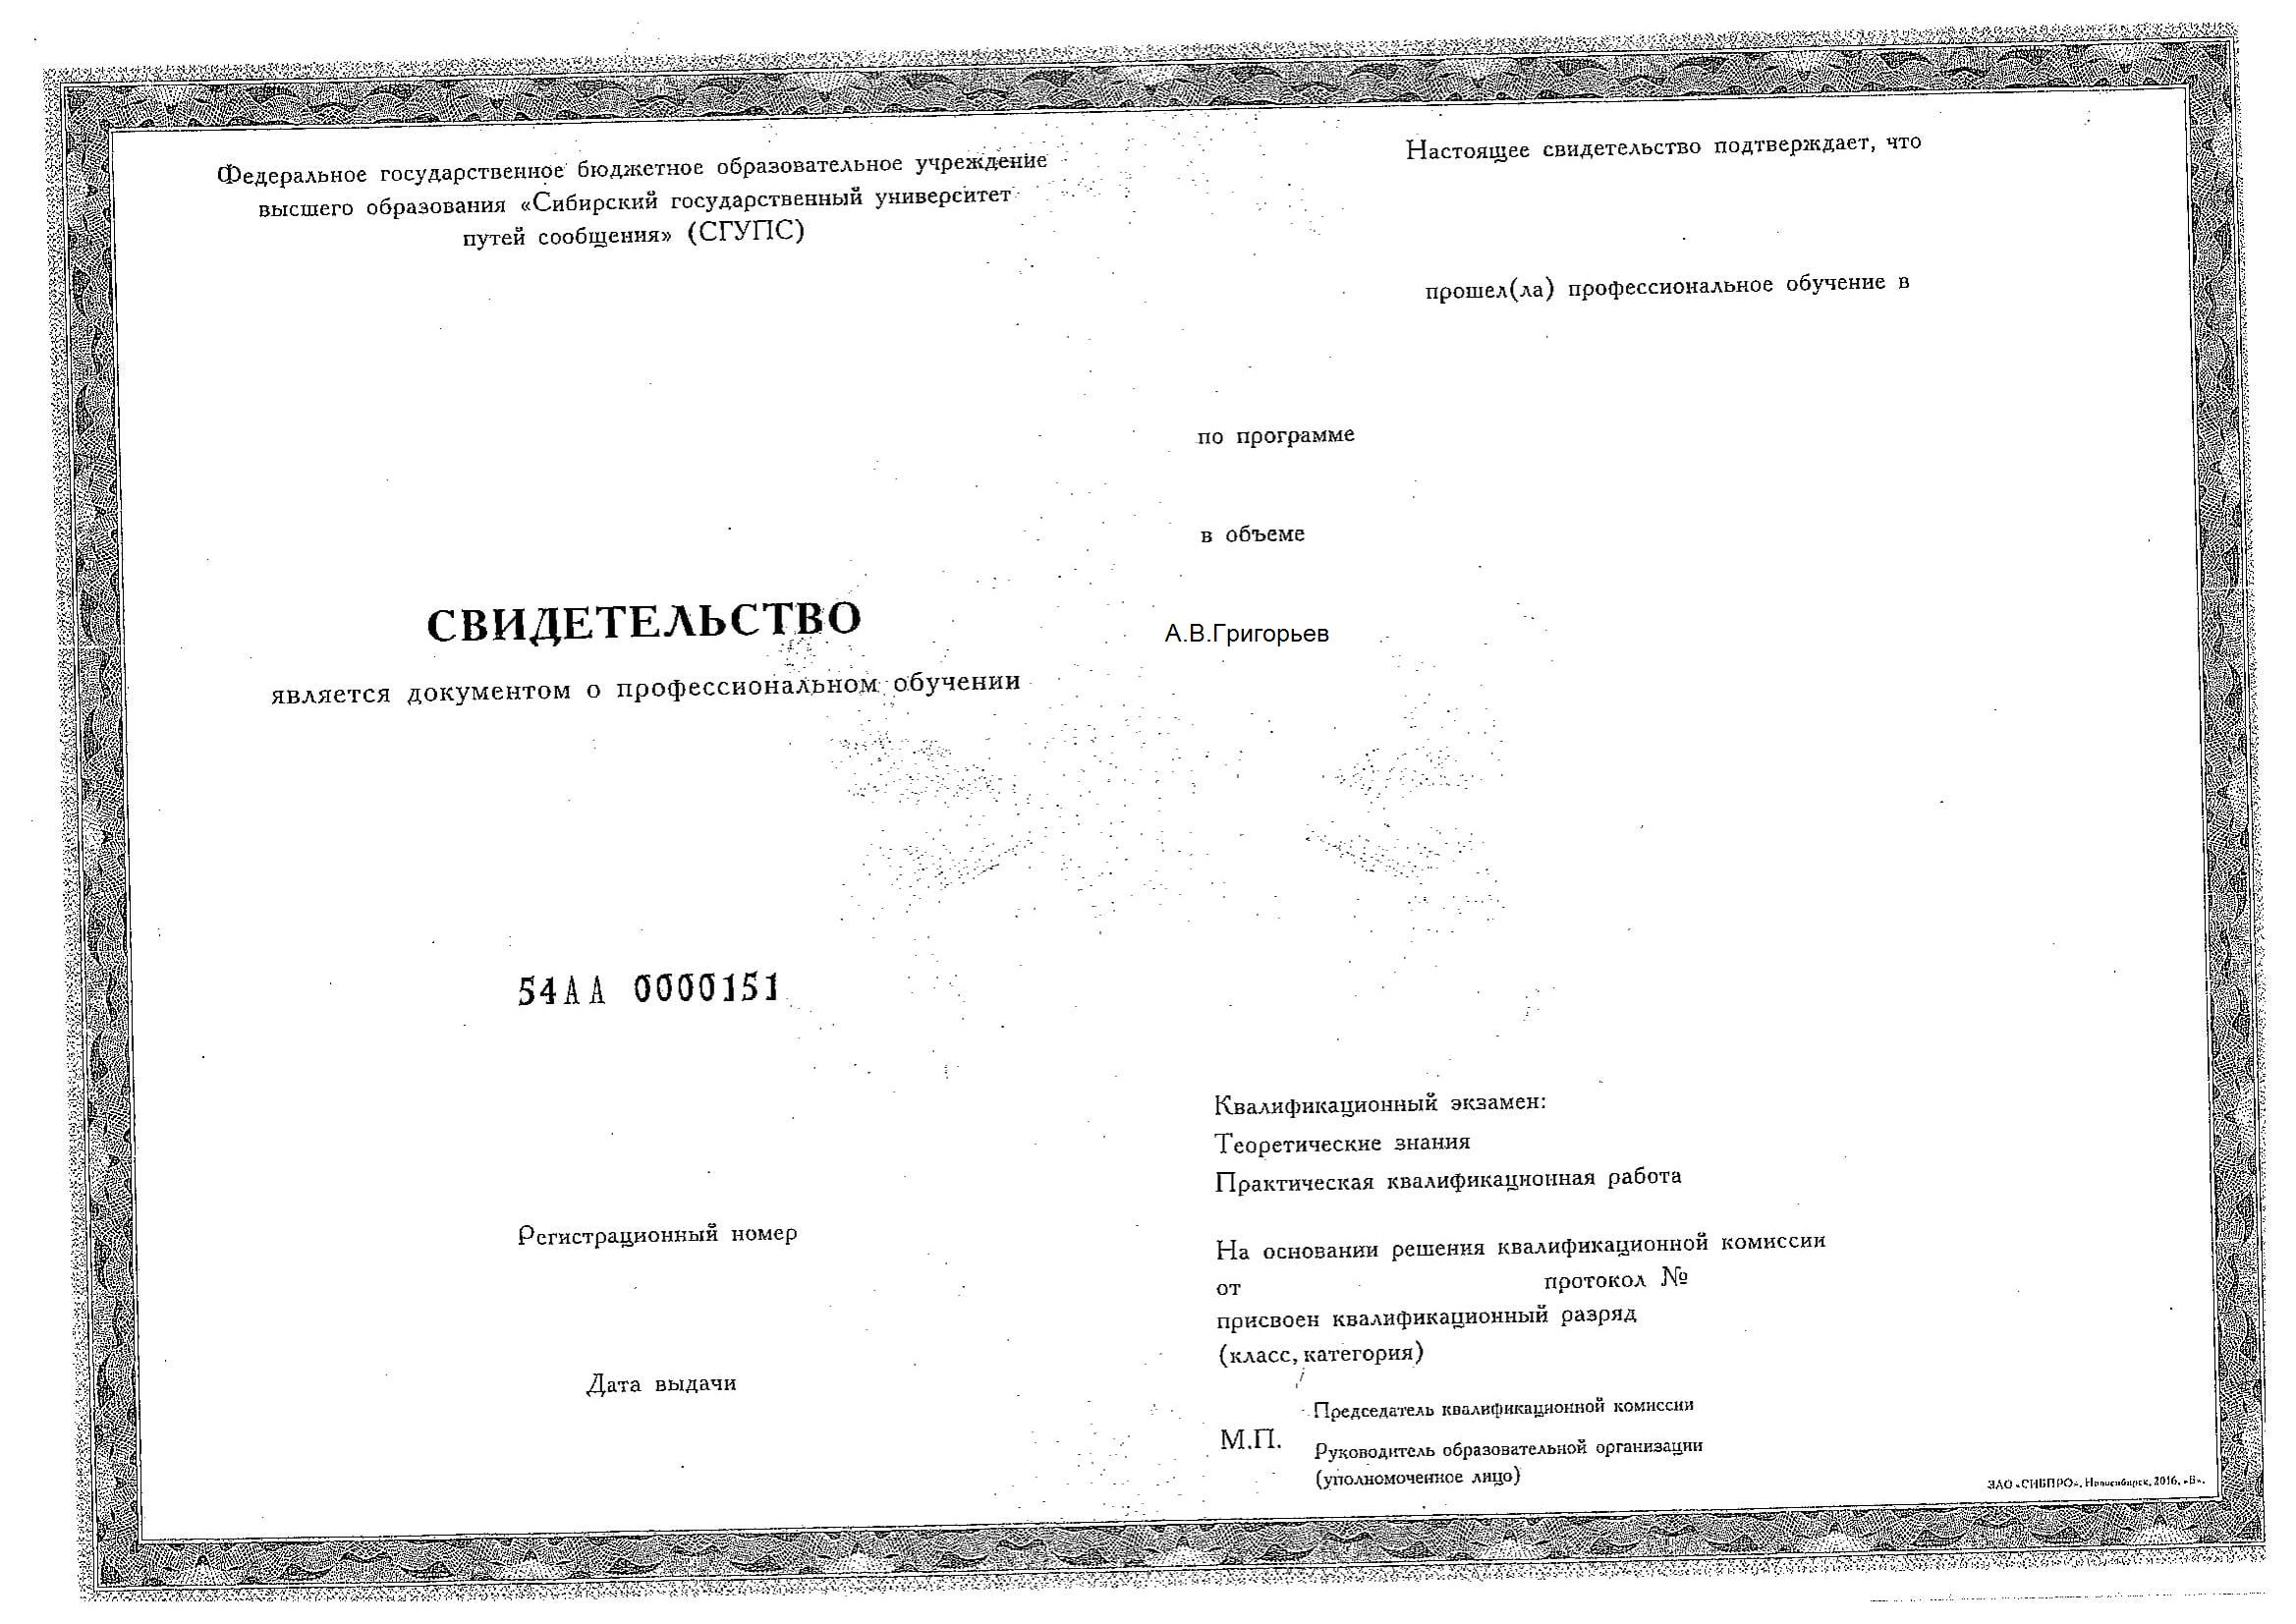 Федеральное государственное бюджетное образовательное учреждение
высшего образования «Сибирский государственный университет
путей сообщения» (СГУПС)
СВИДЕТЕЛЬСТВО
является документом о профессиональном обучении
54АА 0000151
Регистрационный номер
Дата выдачи
Настоящее свидетельство подтверждает, что
прошел(ла) профессиональное обучение в
по программе
в объеме
А.В.Григорьев
Квалификационный экзамен:
Теоретические знания
Практическая квалификационная работа
На основании решения квалификационной комиссии
от протокол №
присвоен квалификационный разряд
(класс, категория)
Председатель квалификационной комиссии
М.П.
Руководитель образовательной организации
(уполномоченное лицо)
ЗАО «СИБПРО», Новосибирск, 2016, «В».